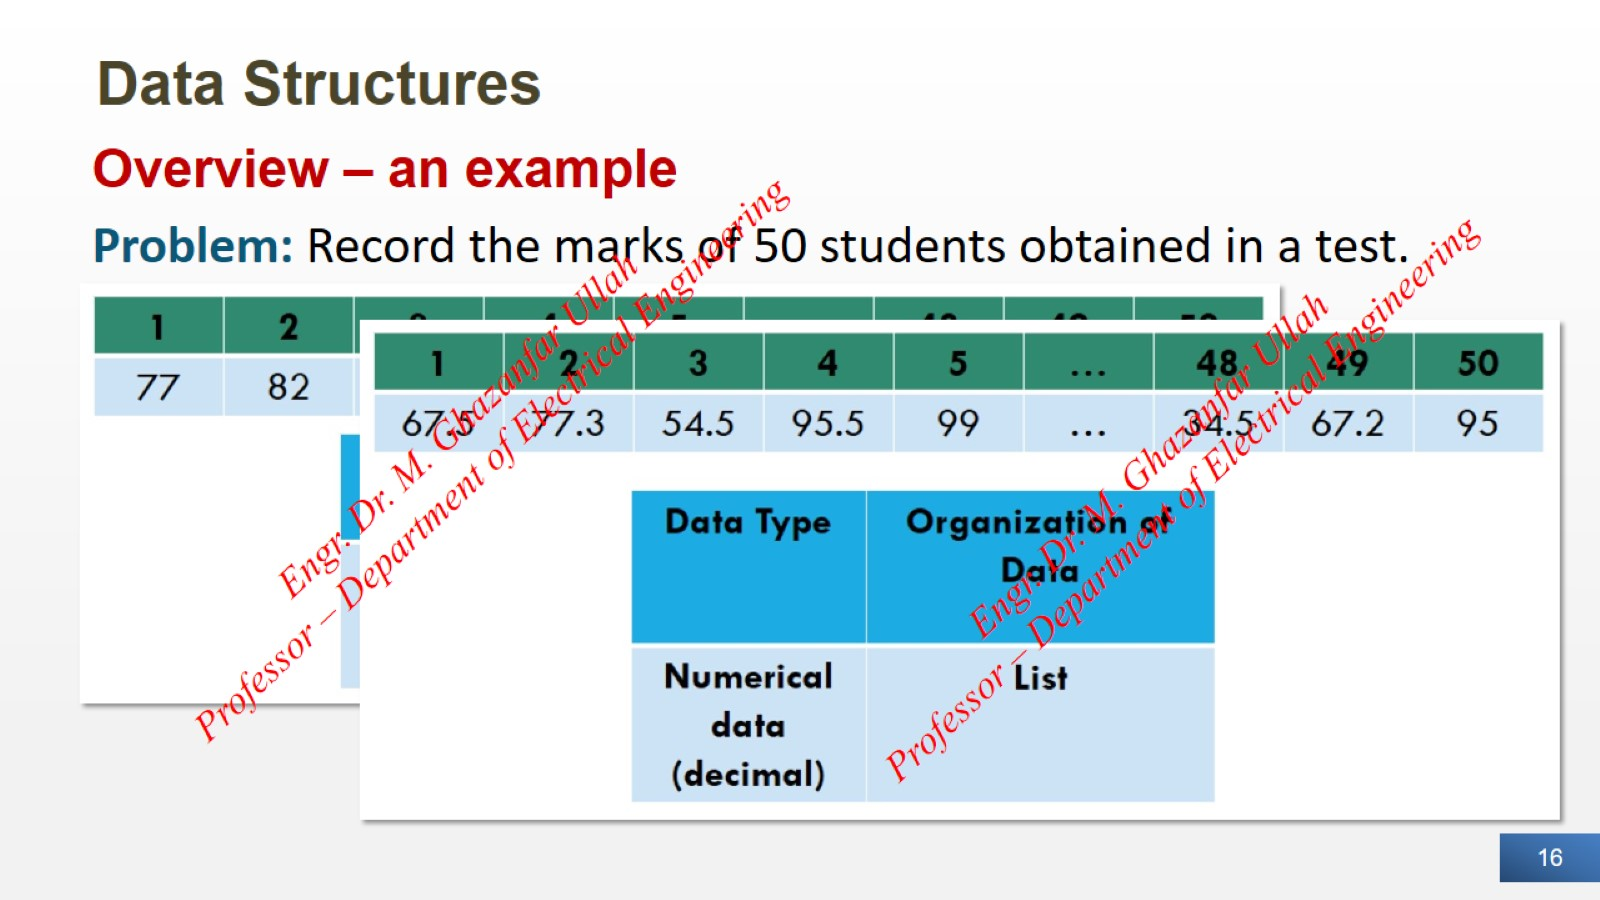 Data Structures
Overview – an example
Problem: Record the marks of 50 students obtained in a test.
1 2
77 82
1 2 3 4 5 ... 48 49 50
67.5 77.3 54.5 95.5 99 ... 34.5 67.2 95
Data Type Organization of
Data
Numerical List
data
(decimal)
Engr. Dr. M. Ghazanfar Ullah
Professor – Department of Electrical Engineering
Engr. Dr. M. Ghazanfar Ullah
Professor – Department of Electrical Engineering
16